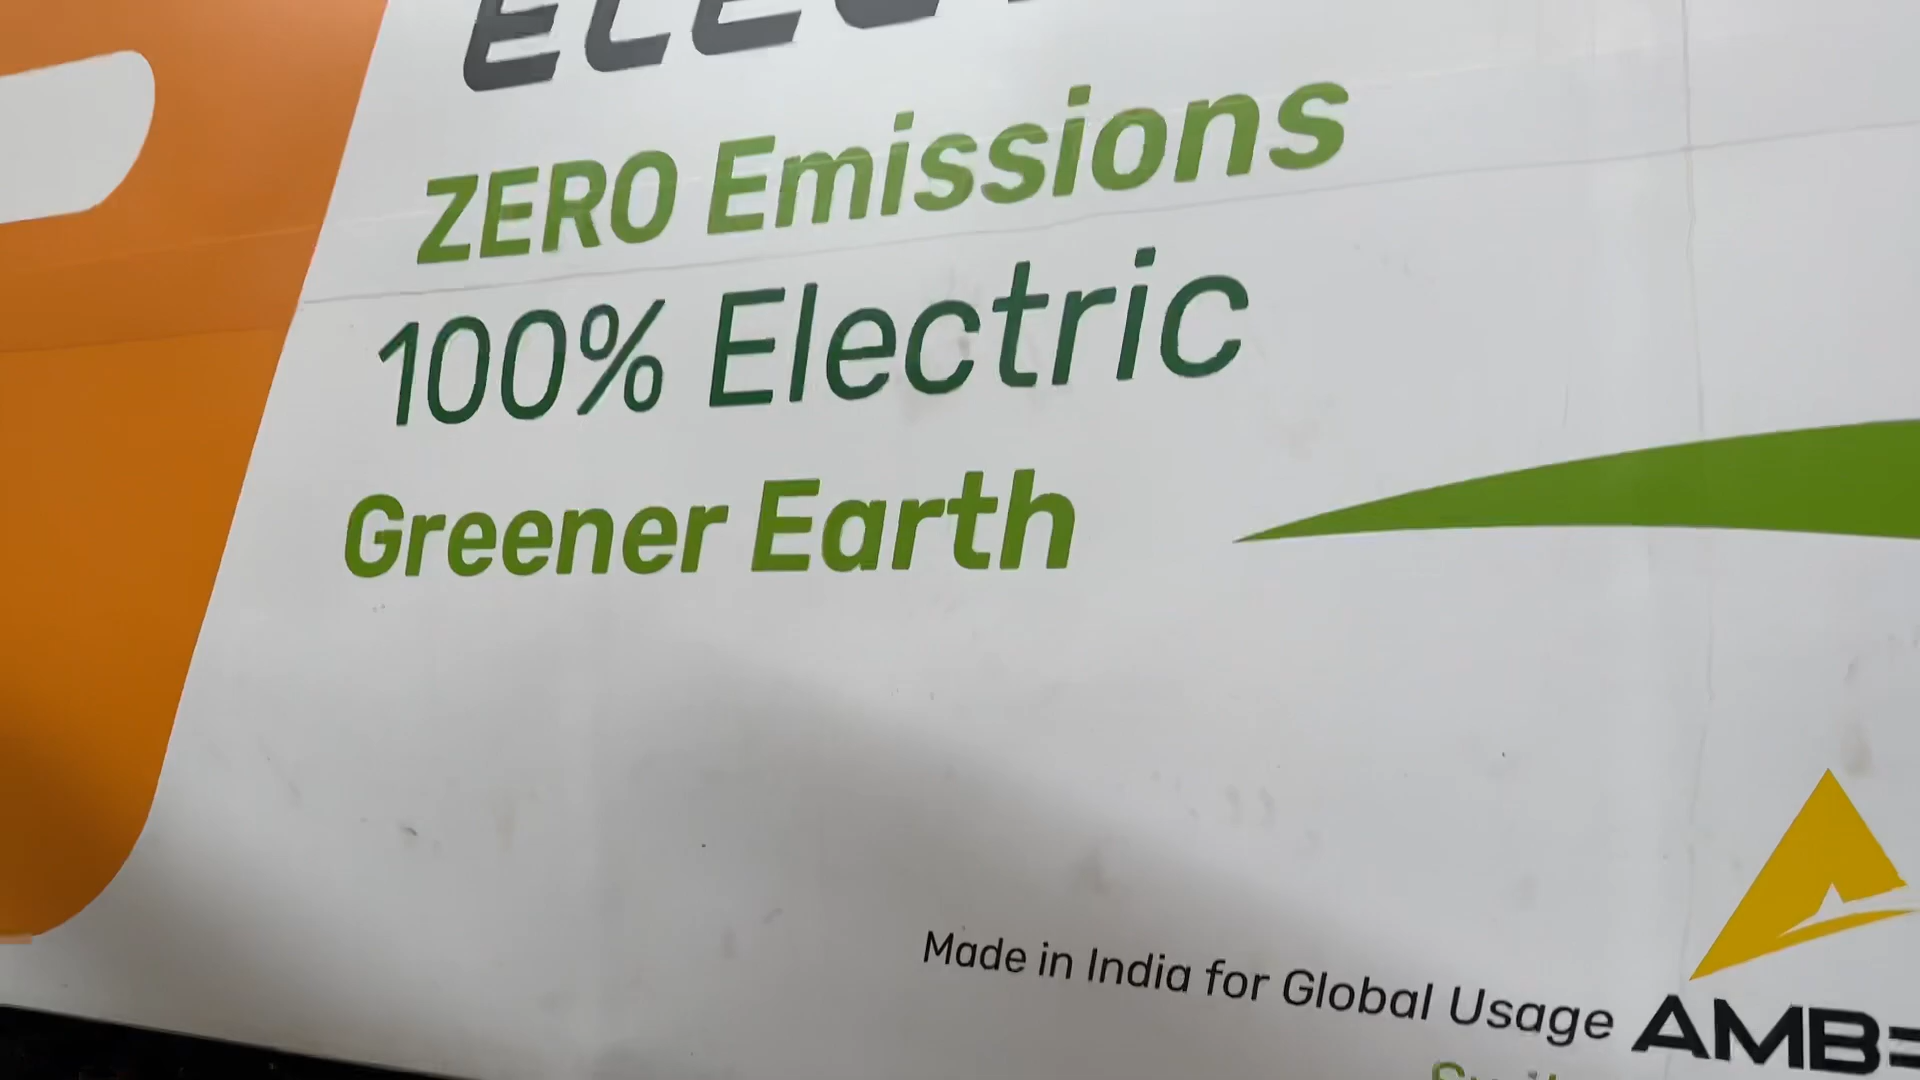 ZERO Emissions
100% Electric
Greener Earth
Made in India for Global Usage